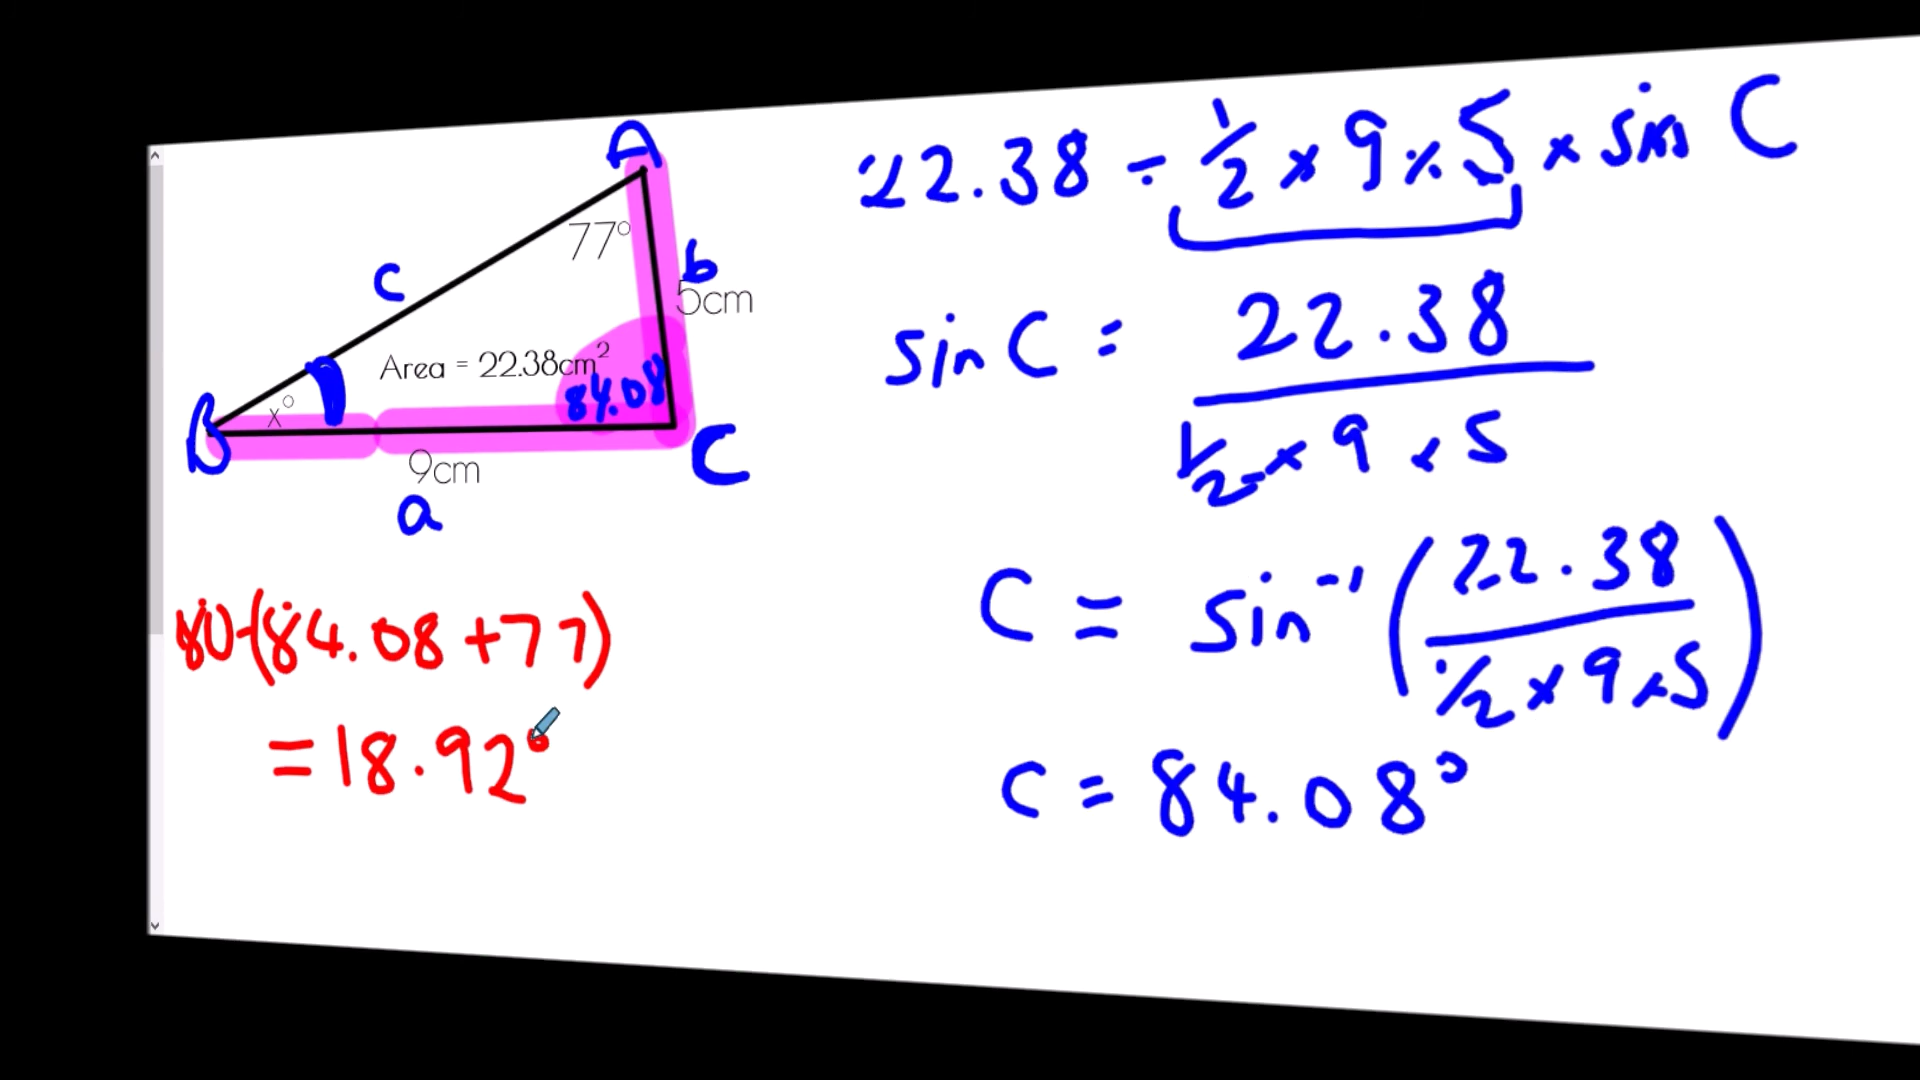 A
77°
c
b
5cm
Area = 22.38cm²
84.08
x°
B
C
9cm
a
80-(84.08+77)
=18.92°
22.38 = ½ × 9 × 5 × sin C
sin C = 22.38
½ × 9 × 5
C = sin⁻¹ (22.38
½ × 9 × 5)
C = 84.08°